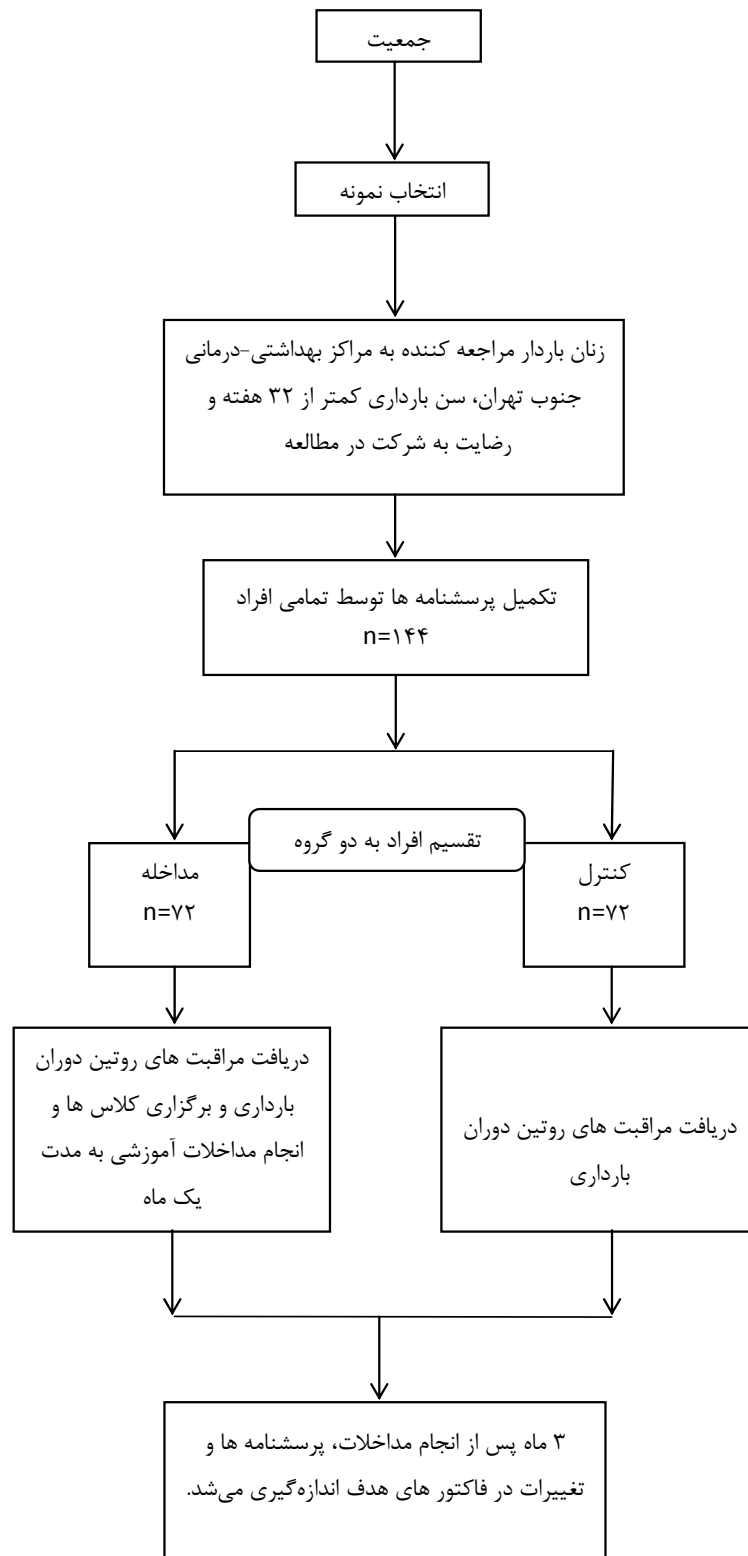 جمعیت
انتخاب نمونه
زنان باردار مراجعه کننده به مراکز بهداشتی-درمانی
جنوب تهران، سن بارداری کمتر از ۳۲ هفته و
رضایت به شرکت در مطالعه
تکمیل پرسشنامه ها توسط تمامی افراد
n=۱۴۴
تقسیم افراد به دو گروه
کنترل
n=۷۲
مداخله
n=۷۲
دریافت مراقبت های روتین دوران
بارداری
دریافت مراقبت های روتین دوران
بارداری و برگزاری کلاس ها و
انجام مداخلات آموزشی به مدت
یک ماه
۳ ماه پس از انجام مداخلات، پرسشنامه ها و
تغییرات در فاکتور های هدف اندازه‌گیری می‌شد.